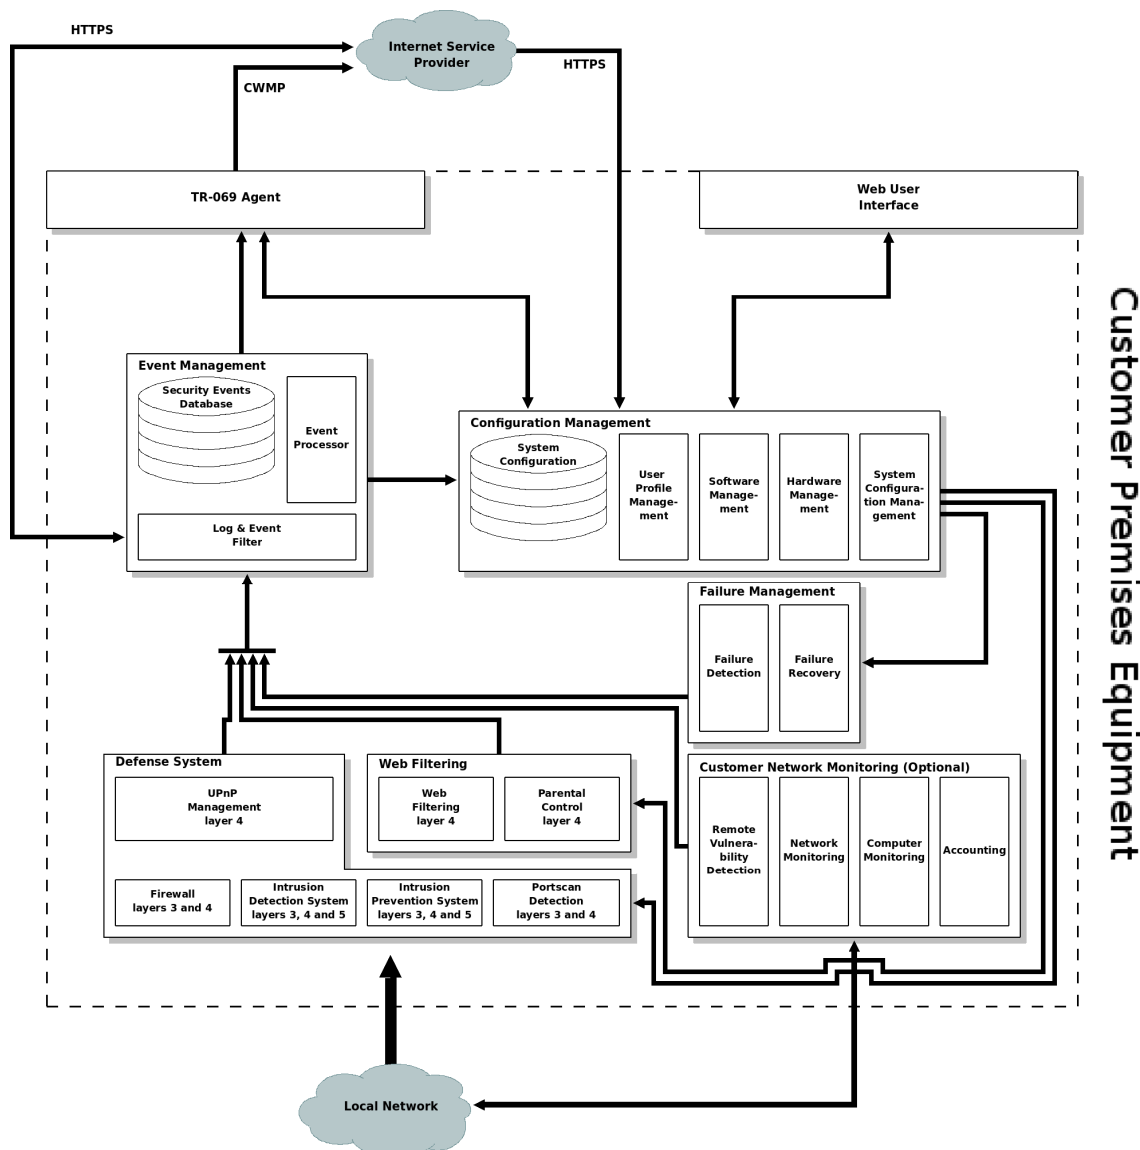 HTTPS
Internet Service
Provider
HTTPS
CWMP
TR-069 Agent
Web User
Interface
Customer Premises Equipment
Event Management
Security Events
Database
Event
Processor
Log & Event
Filter
Configuration Management
System
Configuration
User
Profile
Manage-
ment
Software
Manage-
ment
Hardware
Manage-
ment
System
Configura-
tion Mana-
gement
Failure Management
Failure
Detection
Failure
Recovery
Defense System
UPnP
Management
layer 4
Web Filtering
Web
Filtering
layer 4
Parental
Control
layer 4
Firewall
layers 3 and 4
Intrusion
Detection System
layers 3, 4 and 5
Intrusion
Prevention System
layers 3, 4 and 5
Portscan
Detection
layers 3 and 4
Customer Network Monitoring (Optional)
Remote
Vulnera-
bility
Detection
Network
Monitoring
Computer
Monitoring
Accounting
Local Network